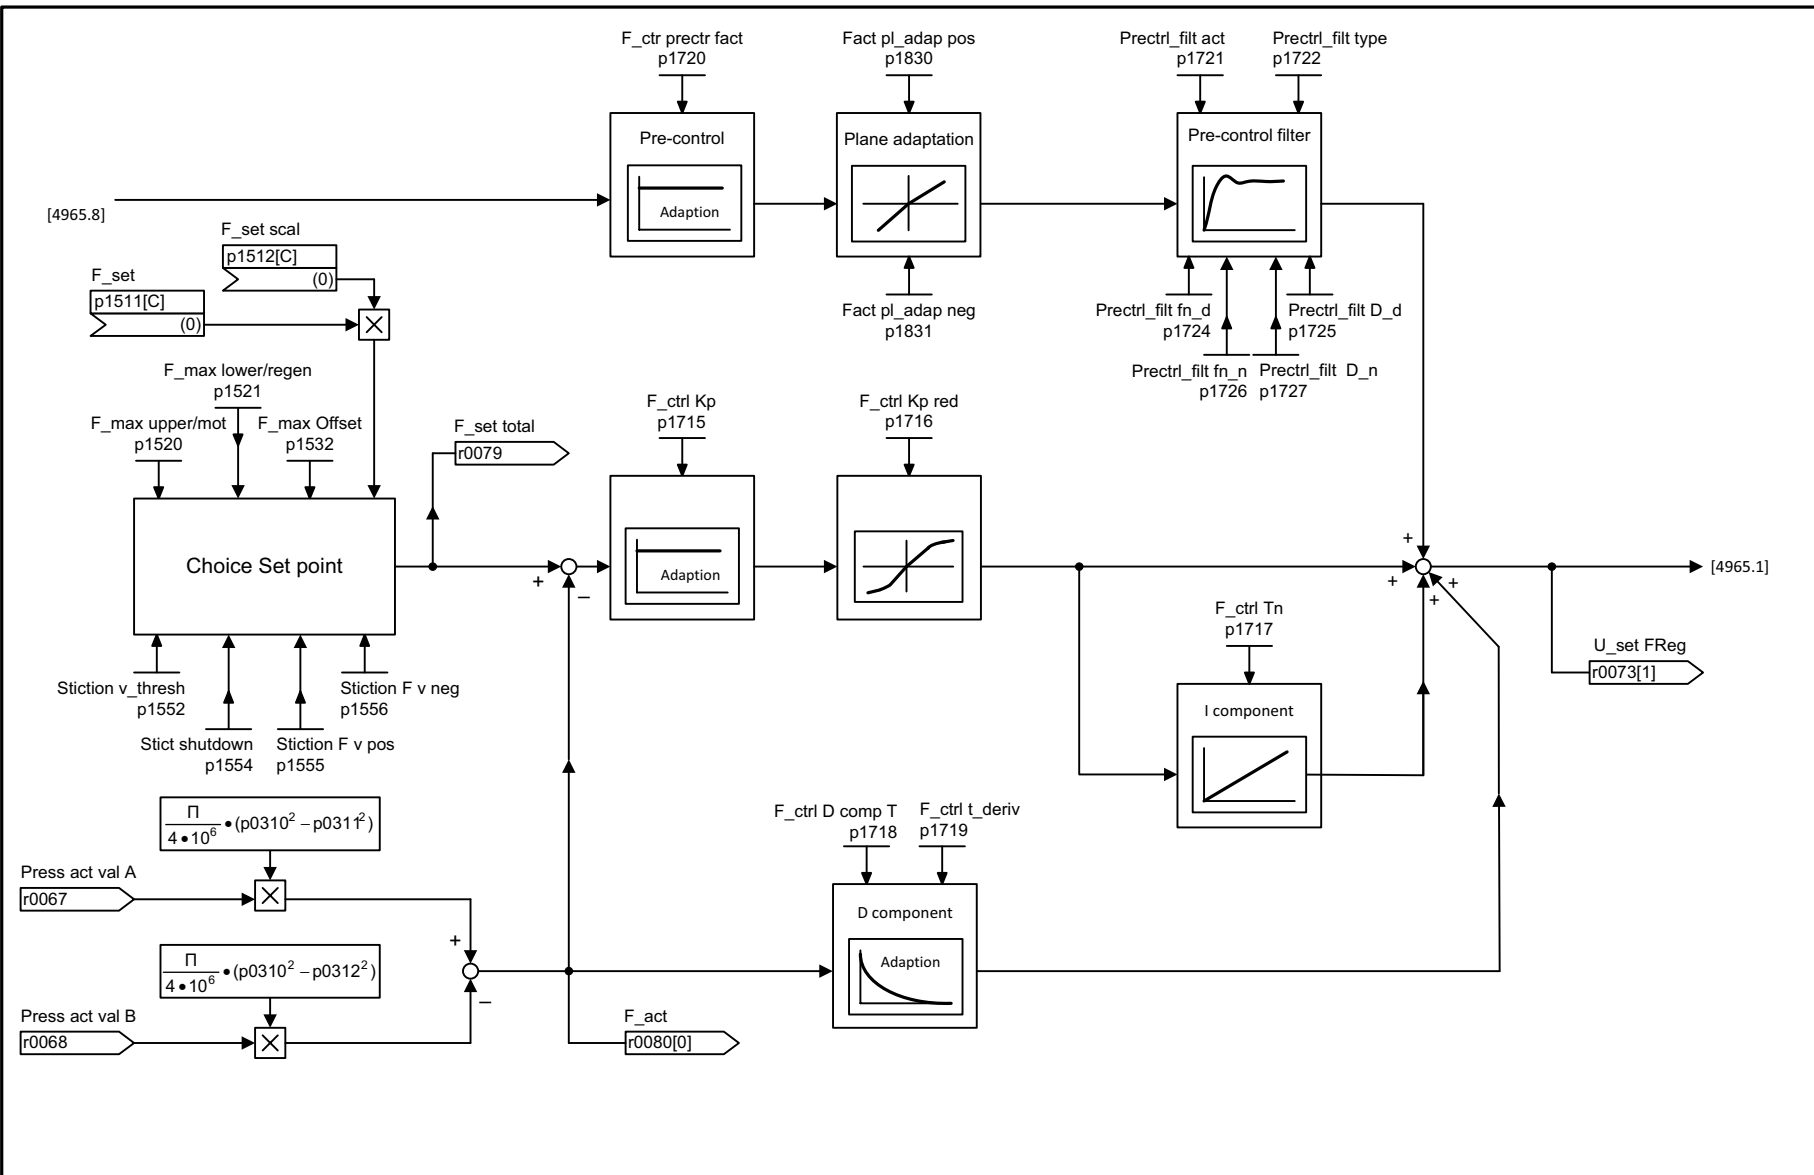 F_ctr prectr fact
p1720
Fact pl_adap pos
p1830
Prectrl_filt act
p1721
Prectrl_filt type
p1722
Pre-control
Adaption
Plane adaptation
Pre-control filter
[4965.8]
F_set scal
p1512[C]
(0)
F_set
p1511[C]
(0)
Fact pl_adap neg
p1831
Prectrl_filt fn_d
p1724
Prectrl_filt D_d
p1725
Prectrl_filt fn_n
p1726
Prectrl_filt D_n
p1727
F_max lower/regen
p1521
F_max upper/mot
p1520
F_max Offset
p1532
F_set total
r0079
F_ctrl Kp
p1715
F_ctrl Kp red
p1716
Choice Set point
+
–
Adaption
+
+
+
+
[4965.1]
F_ctrl Tn
p1717
U_set FReg
r0073[1]
Stiction v_thresh
p1552
Stiction F v neg
p1556
Stict shutdown
p1554
Stiction F v pos
p1555
I component
Π
4•10⁶ •(p0310² – p0311²)
Press act val A
r0067
F_ctrl D comp T
p1718
F_ctrl t_deriv
p1719
D component
Adaption
+
–
Π
4•10⁶ •(p0310² – p0312²)
Press act val B
r0068
F_act
r0080[0]